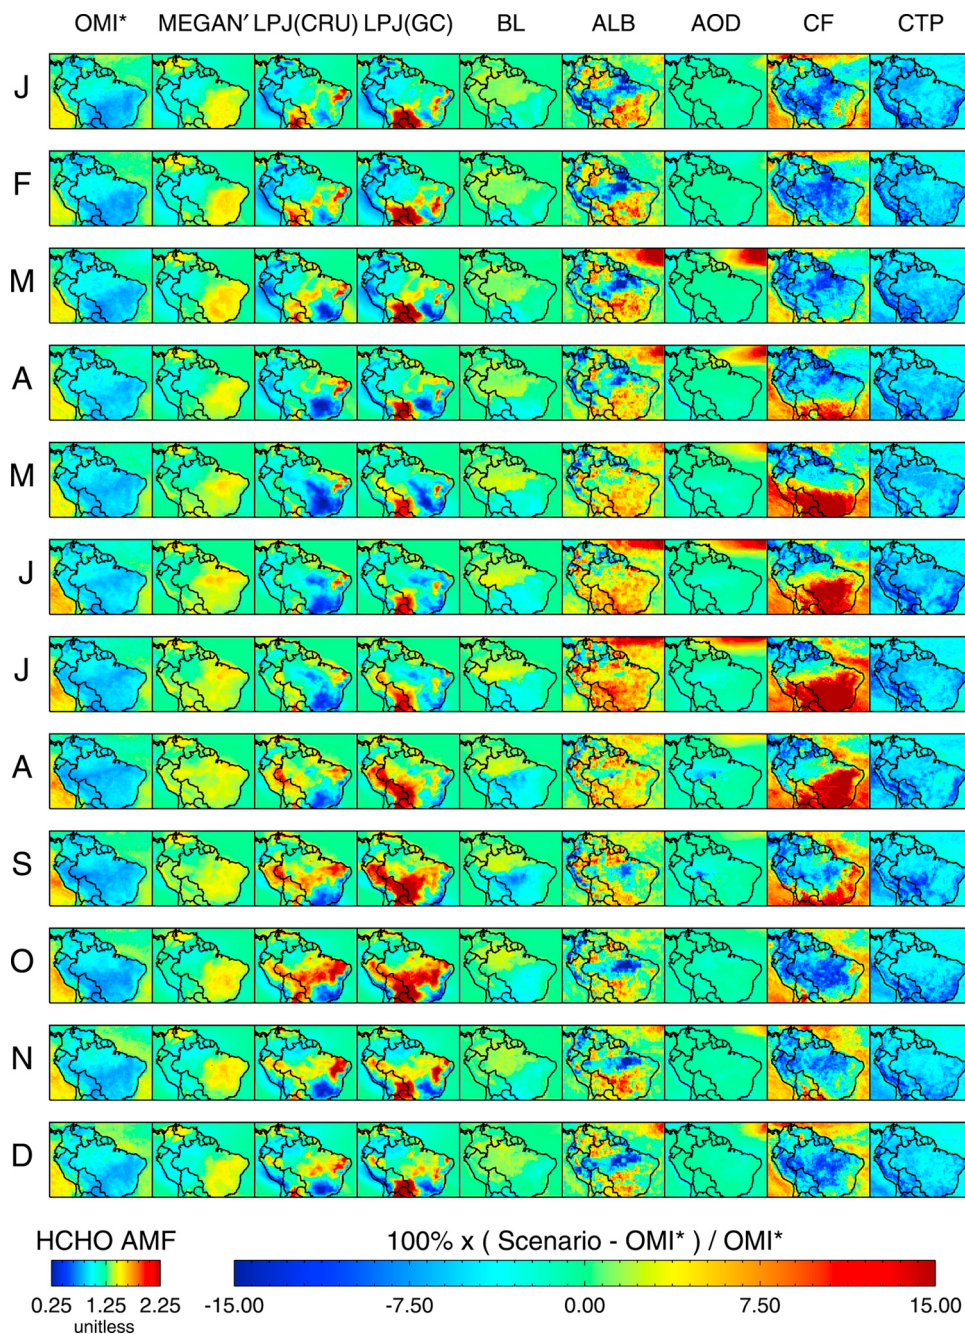 OMI* MEGAN′ LPJ(CRU) LPJ(GC) BL ALB AOD CF CTP
J
F
M
A
M
J
J
A
S
O
N
D
HCHO AMF
0.25 1.25 2.25
unitless
100% x ( Scenario - OMI* ) / OMI*
-15.00 -7.50 0.00 7.50 15.00